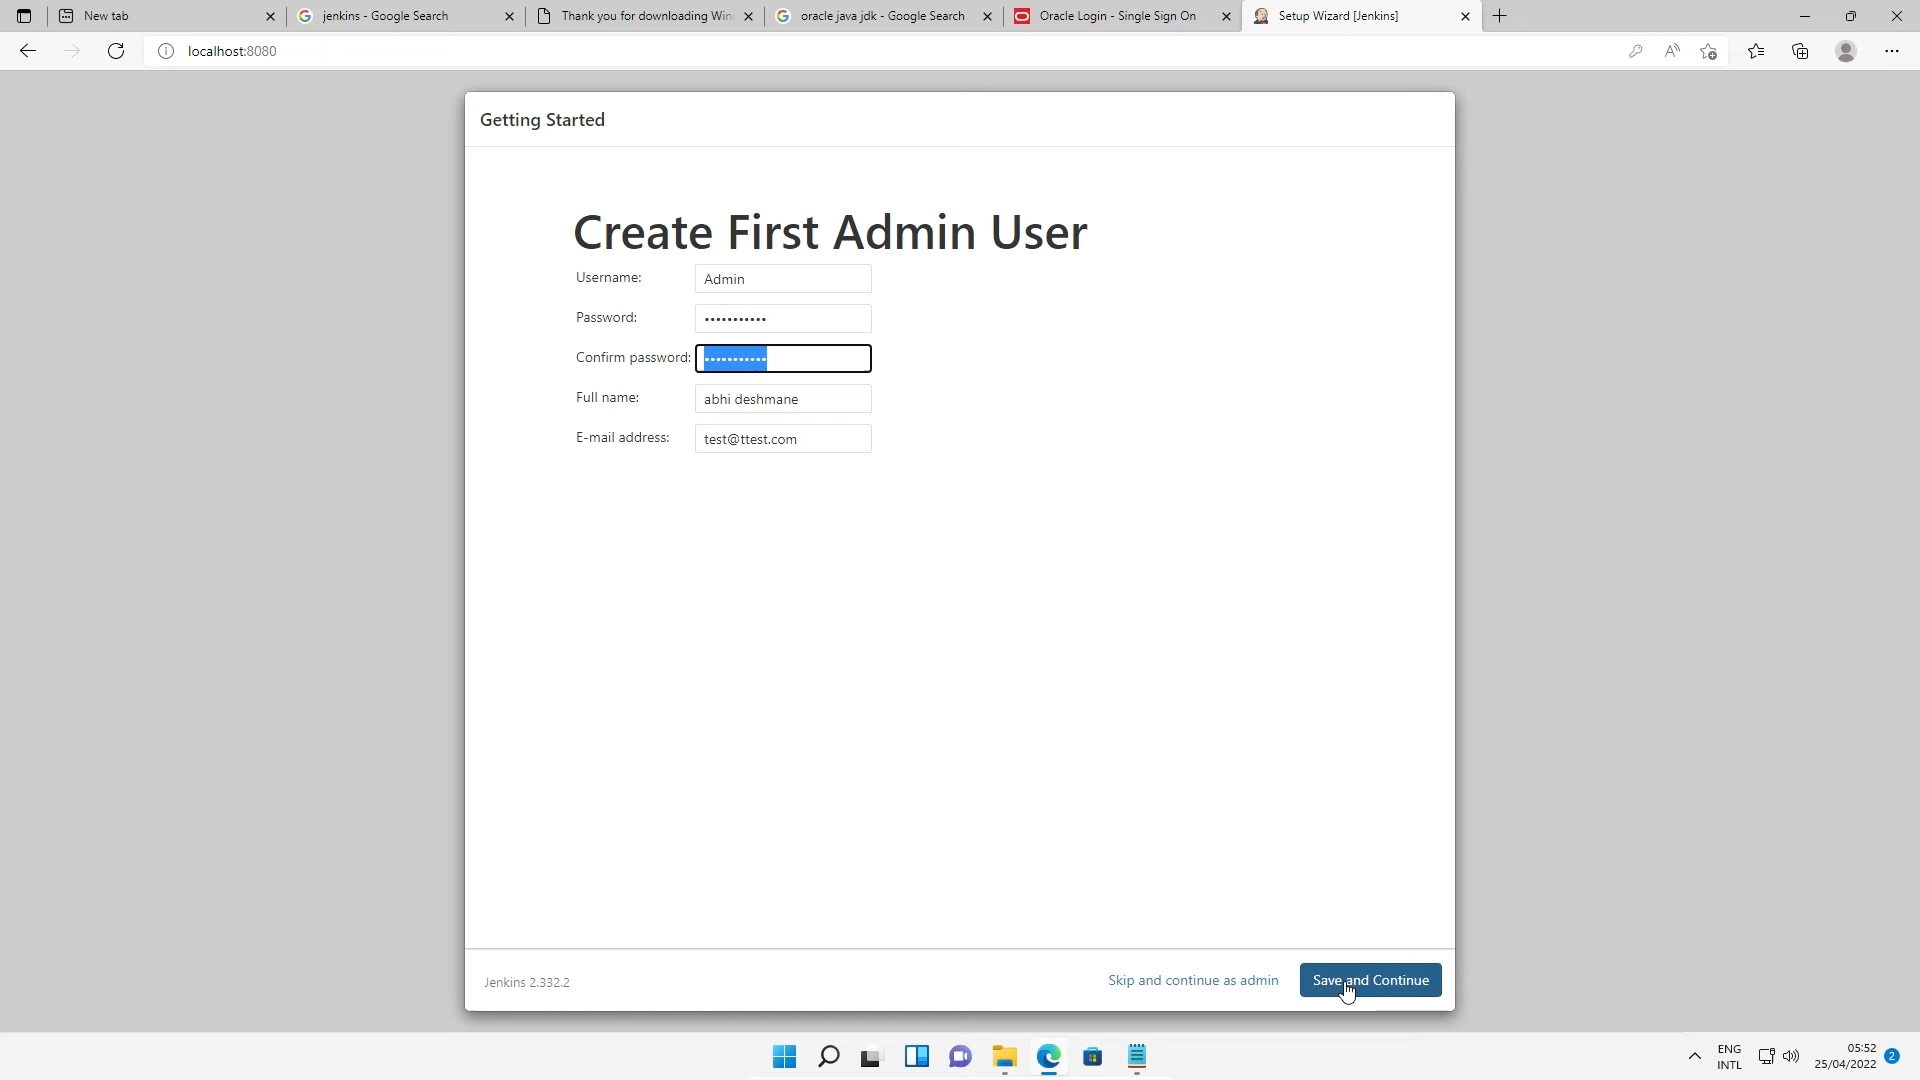 New tab
jenkins - Google Search
Thank you for downloading Win
oracle java jdk - Google Search
Oracle Login - Single Sign On
Setup Wizard [Jenkins]
localhost:8080
Getting Started
Create First Admin User
Username:
Admin
Password:
•••••••••••
Confirm password:
•••••••••••
Full name:
abhi deshmane
E-mail address:
test@ttest.com
Jenkins 2.332.2
Skip and continue as admin
Save and Continue
ENG
INTL
05:52
25/04/2022
2